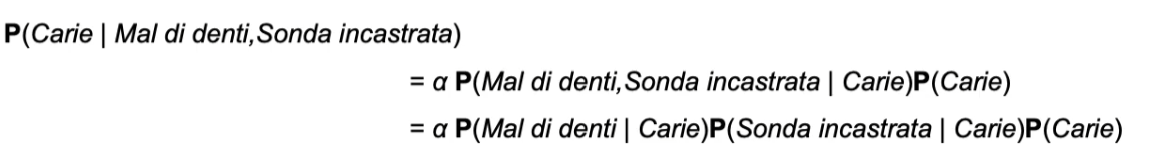 P(Carie | Mal di denti,Sonda incastrata)
= α P(Mal di denti,Sonda incastrata | Carie)P(Carie)
= α P(Mal di denti | Carie)P(Sonda incastrata | Carie)P(Carie)